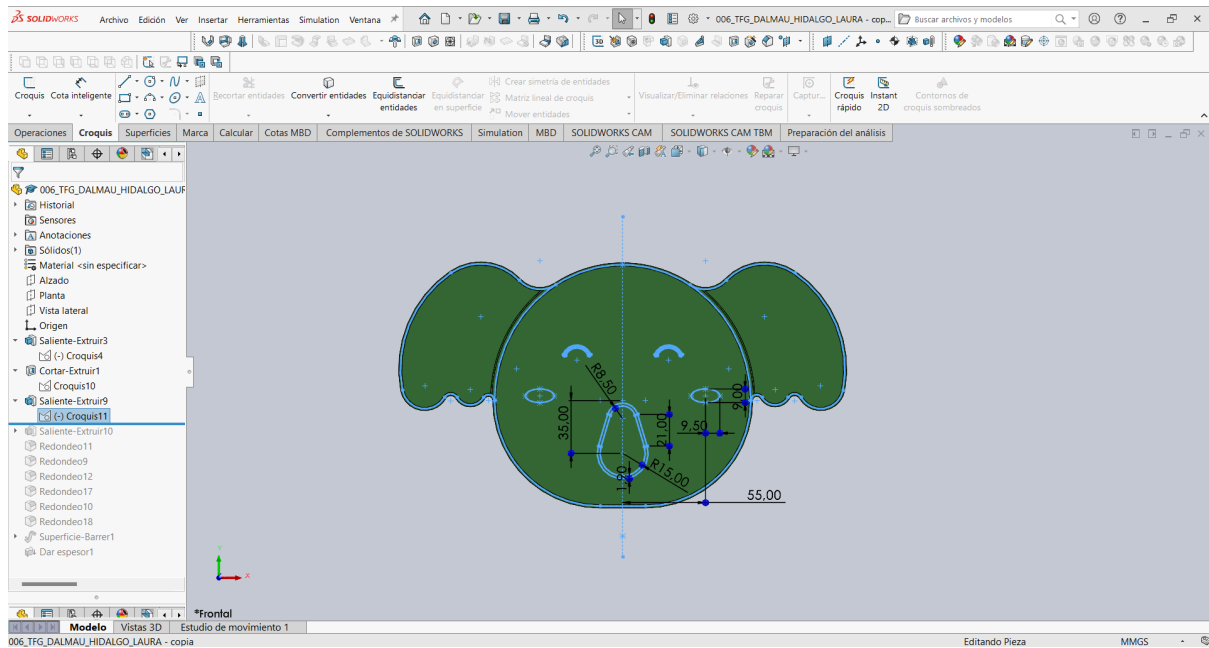 SOLIDWORKS Archivo Edición Ver Insertar Herramientas Simulation Ventana 006_TFG_DALMAU_HIDALGO_LAURA - cop... Buscar archivos y modelos
Croquis Cota inteligente Recortar entidades Convertir entidades Equidistanciar entidades Equidistanciar en superficie Crear simetría de entidades Matriz lineal de croquis Mover entidades Visualizar/Eliminar relaciones Reparar croquis Captur... Croquis rápido Instant 2D Contornos de croquis sombreados
Operaciones Croquis Superficies Marca Calcular Cotas MBD Complementos de SOLIDWORKS Simulation MBD SOLIDWORKS CAM SOLIDWORKS CAM TBM Preparación del análisis
006_TFG_DALMAU_HIDALGO_LAUR
Historial
Sensores
Anotaciones
Sólidos(1)
Material <sin especificar>
Alzado
Planta
Vista lateral
Origen
Saliente-Extruir3
(-) Croquis4
Cortar-Extruir1
Croquis10
Saliente-Extruir9
(-) Croquis11
Saliente-Extruir10
Redondeo11
Redondeo9
Redondeo12
Redondeo17
Redondeo10
Redondeo18
Superficie-Barrer1
Dar espesor1
R8,50
9,00
35,00
21,00
9,50
1,90
R15,00
55,00
Y
X
*Frontal
Modelo Vistas 3D Estudio de movimiento 1
006_TFG_DALMAU_HIDALGO_LAURA - copia Editando Pieza MMGS